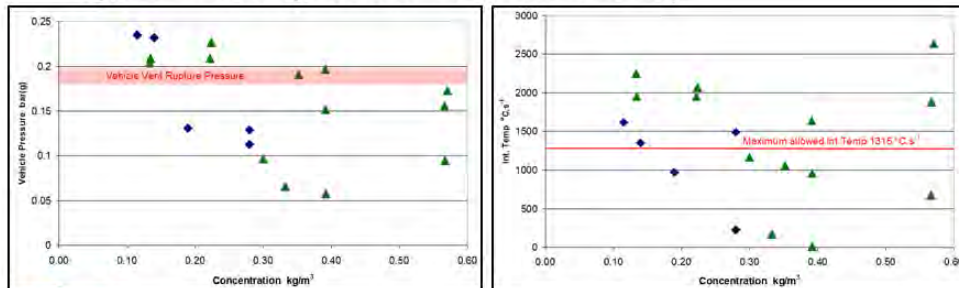 0.25
0.2
0.15
0.1
0.05
0
Vehicle Pressure bar(g)
Vehicle Vent Rupture Pressure
0.00 0.10 0.20 0.30 0.40 0.50 0.60
Concentration kg/m³
3000
2500
2000
1500
1000
500
0
Int. Temp °C.s⁻¹
Maximum allowed Int Temp 1315 °C.s⁻¹
0.00 0.10 0.20 0.30 0.40 0.50 0.60
Concentration kg/m³